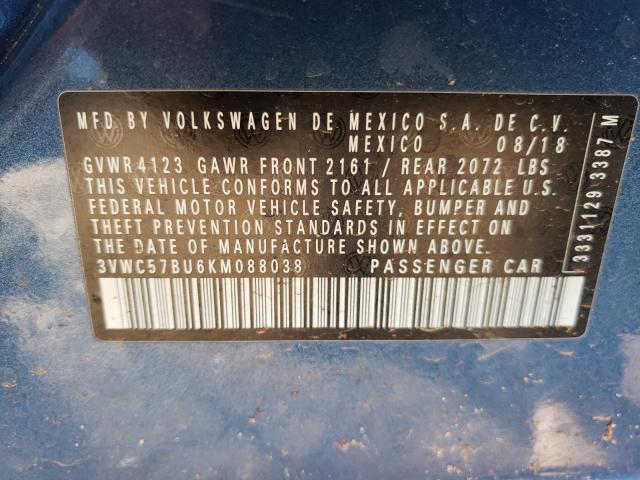 MFD BY VOLKSWAGEN DE MEXICO S.A. DE C.V.
MEXICO 08/18
GVWR 4123 GAWR FRONT 2161 / REAR 2072 LBS
THIS VEHICLE CONFORMS TO ALL APPLICABLE U.S.
FEDERAL MOTOR VEHICLE SAFETY, BUMPER AND
THEFT PREVENTION STANDARDS IN EFFECT ON
THE DATE OF MANUFACTURE SHOWN ABOVE.
3VWC57BU6KM088038 PASSENGER CAR
3331129 3387 M